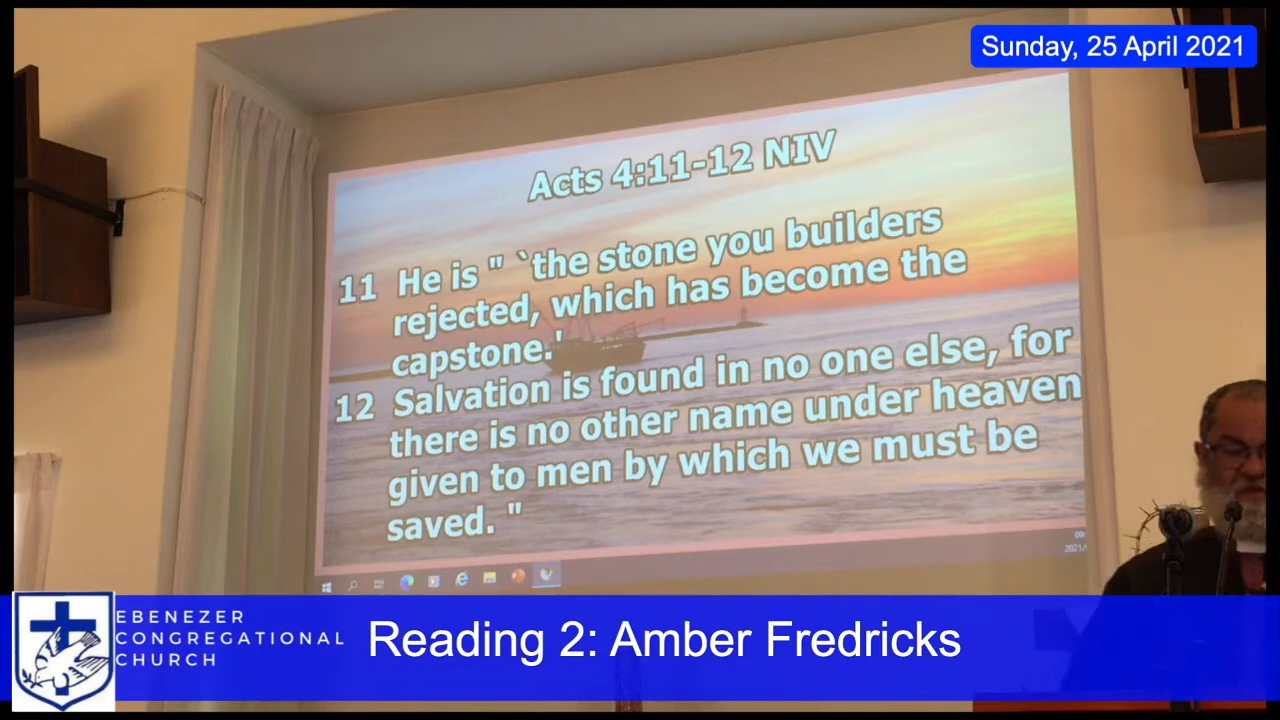 Sunday, 25 April 2021
Acts 4:11-12 NIV
11 He is " `the stone you builders
rejected, which has become the
capstone.'
12 Salvation is found in no one else, for
there is no other name under heaven
given to men by which we must be
saved. "
EBENEZER
CONGREGATIONAL
CHURCH
Reading 2: Amber Fredricks